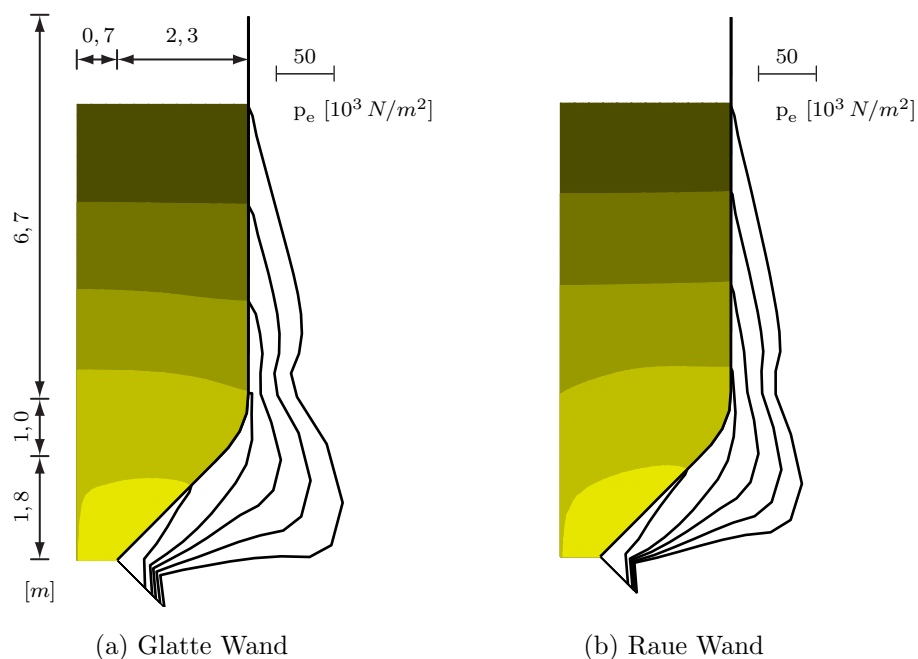 0,7 2,3
50
p_e [10^3 N/m^2]
6,7
1,0
1,8
[m]
(a) Glatte Wand
50
p_e [10^3 N/m^2]
(b) Raue Wand